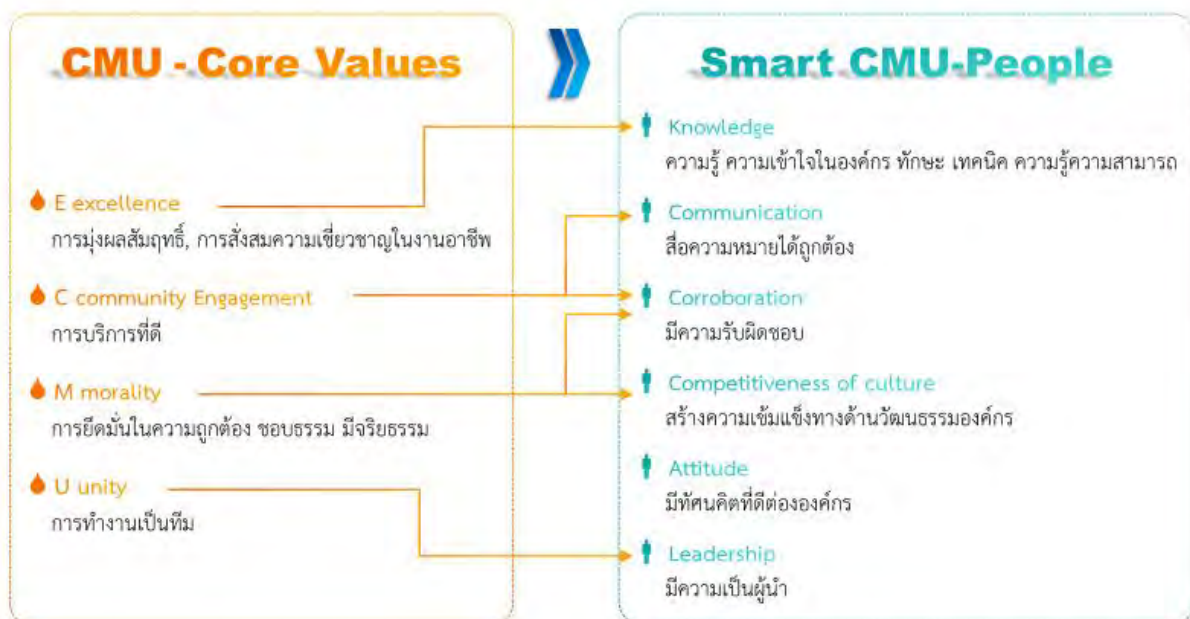 CMU - Core Values
E excellence
การมุ่งผลสัมฤทธิ์, การสั่งสมความเชี่ยวชาญในงานอาชีพ
C community Engagement
การบริการที่ดี
M morality
การยึดมั่นในความถูกต้อง ชอบธรรม มีจริยธรรม
U unity
การทำงานเป็นทีม
Smart CMU-People
Knowledge
ความรู้ ความเข้าใจในองค์กร ทักษะ เทคนิค ความรู้ความสามารถ
Communication
สื่อความหมายได้ถูกต้อง
Corroboration
มีความรับผิดชอบ
Competitiveness of culture
สร้างความเข้มแข็งทางด้านวัฒนธรรมองค์กร
Attitude
มีทัศนคิตที่ดีต่อองค์กร
Leadership
มีความเป็นผู้นำ